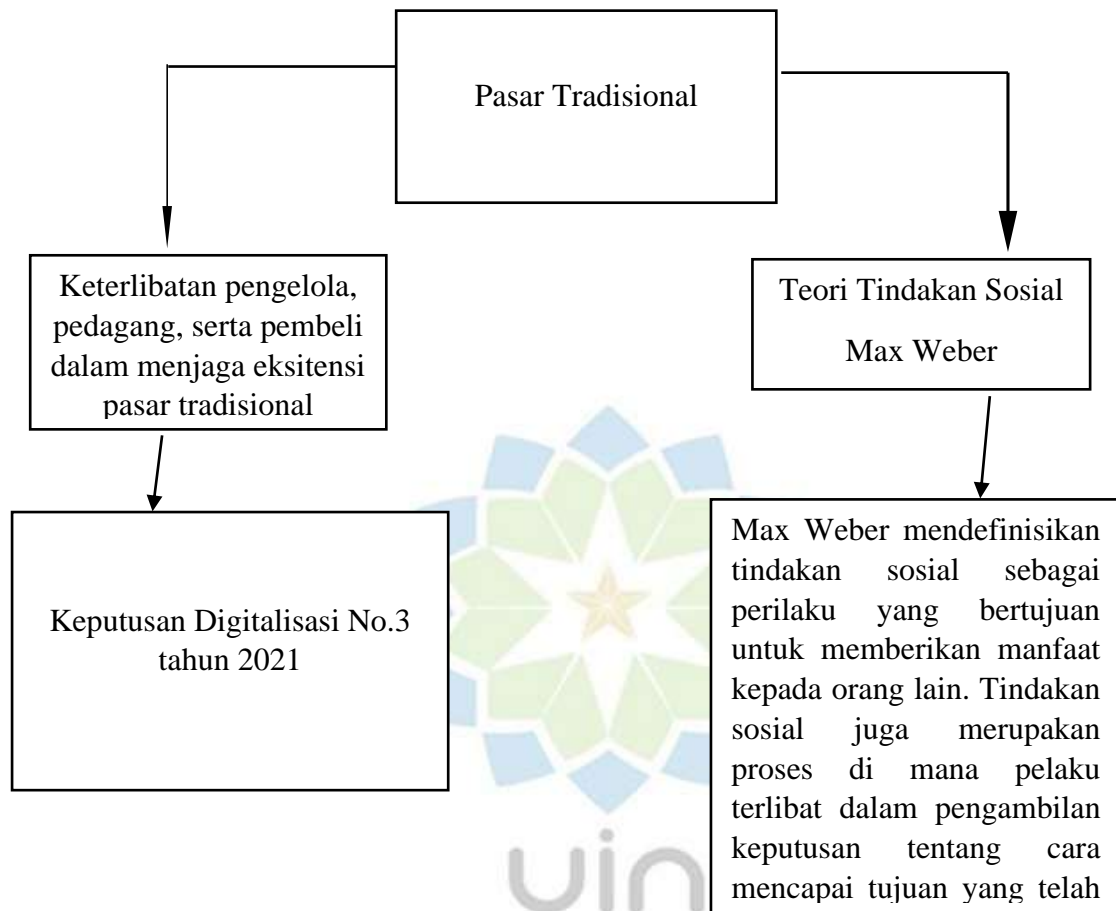 Pasar Tradisional
Keterlibatan pengelola,
pedagang, serta pembeli
dalam menjaga eksitensi
pasar tradisional
Teori Tindakan Sosial
Max Weber
Keputusan Digitalisasi No.3
tahun 2021
Max Weber mendefinisikan
tindakan sosial sebagai
perilaku yang bertujuan
untuk memberikan manfaat
kepada orang lain. Tindakan
sosial juga merupakan
proses di mana pelaku
terlibat dalam pengambilan
keputusan tentang cara
mencapai tujuan yang telah
uin